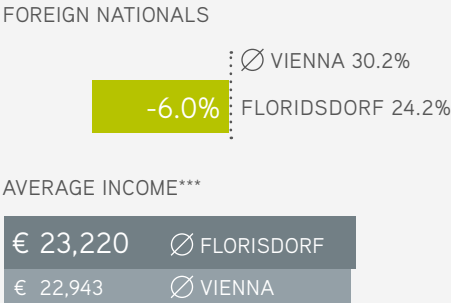 FOREIGN NATIONALS
∅ VIENNA 30.2%
-6.0% FLORIDSDORF 24.2%
AVERAGE INCOME***
€ 23,220 ∅ FLORISDORF
€ 22,943 ∅ VIENNA